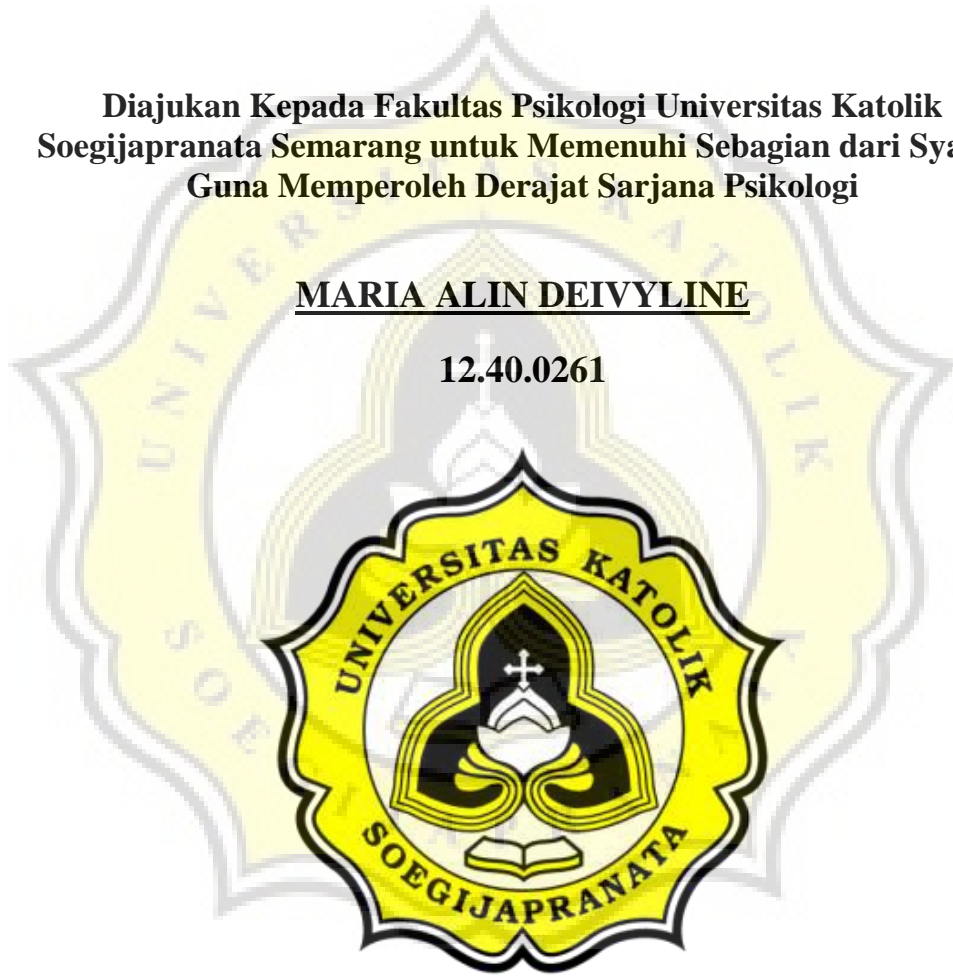 Diajukan Kepada Fakultas Psikologi Universitas Katolik
Soegijapranata Semarang untuk Memenuhi Sebagian dari
Guna Memperoleh Derajat Sarjana Psikologi
MARIA ALIN DEIVYLINE
12.40.0261
UNIVERSITAS KATOLIK
SOEGIJAPRANATA